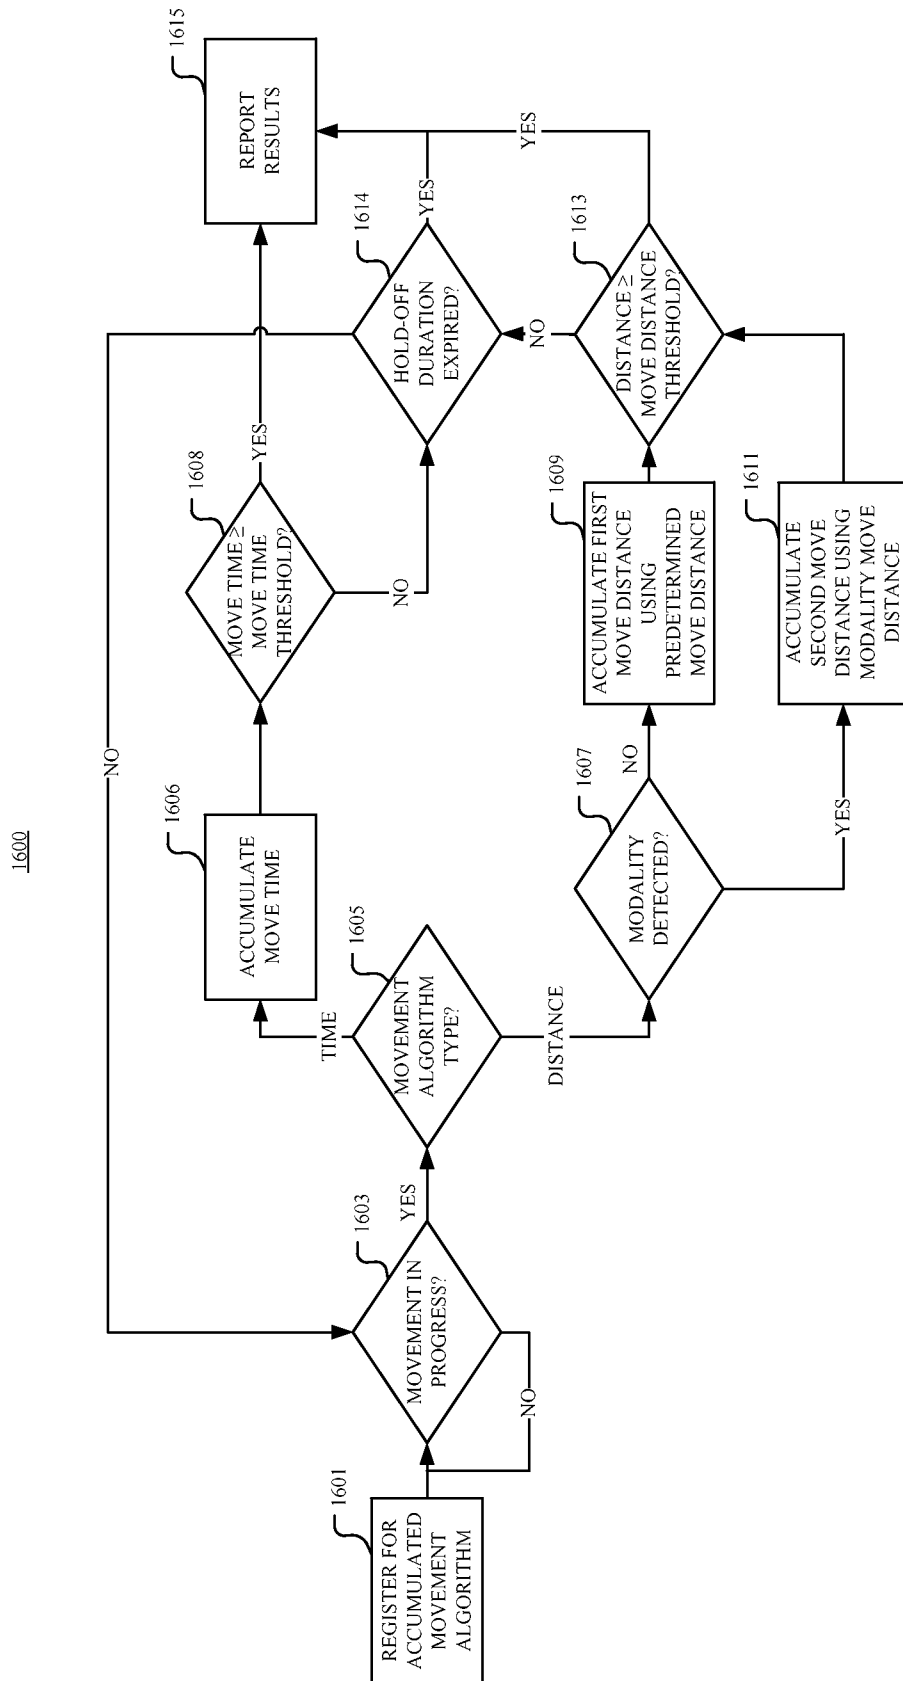 1600
REGISTER FOR
ACCUMULATED
MOVEMENT
ALGORITHM
1601
MOVEMENT IN
PROGRESS?
1603
NO
YES
MOVEMENT
ALGORITHM
TYPE?
1605
TIME
DISTANCE
ACCUMULATE
MOVE TIME
1606
MODALITY
DETECTED?
1607
NO
YES
MOVE TIME ≥
MOVE TIME
THRESHOLD?
1608
YES
NO
ACCUMULATE FIRST
MOVE DISTANCE
USING
PREDETERMINED
MOVE DISTANCE
1609
ACCUMULATE
SECOND MOVE
DISTANCE USING
MODALITY MOVE
DISTANCE
1611
DISTANCE ≥
MOVE DISTANCE
THRESHOLD?
1613
NO
YES
HOLD-OFF
DURATION
EXPIRED?
1614
YES
NO
REPORT
RESULTS
1615